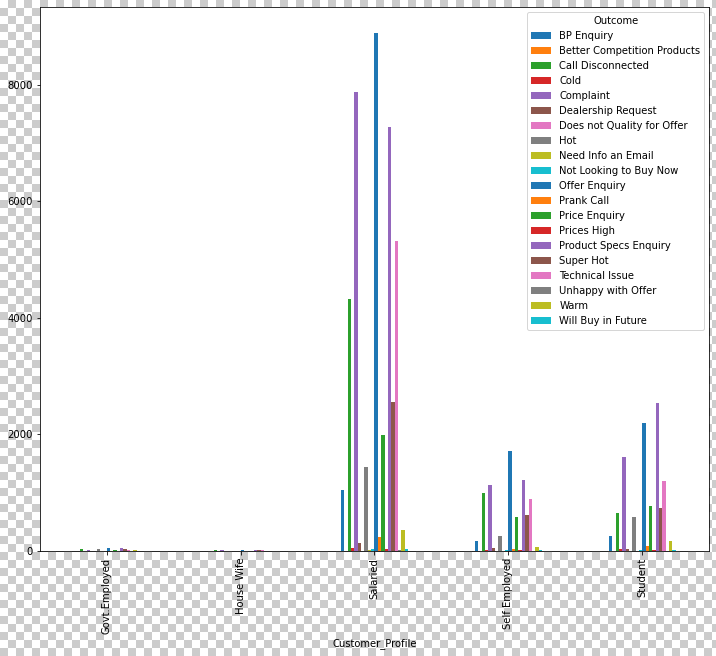 Outcome
BP Enquiry
Better Competition Products
Call Disconnected
Cold
Complaint
Dealership Request
Does not Quality for Offer
Hot
Need Info an Email
Not Looking to Buy Now
Offer Enquiry
Prank Call
Price Enquiry
Prices High
Product Specs Enquiry
Super Hot
Technical Issue
Unhappy with Offer
Warm
Will Buy in Future
8000
6000
4000
2000
0
Govt.Employed
House Wife
Salaried
Self Employed
Student
Customer_Profile